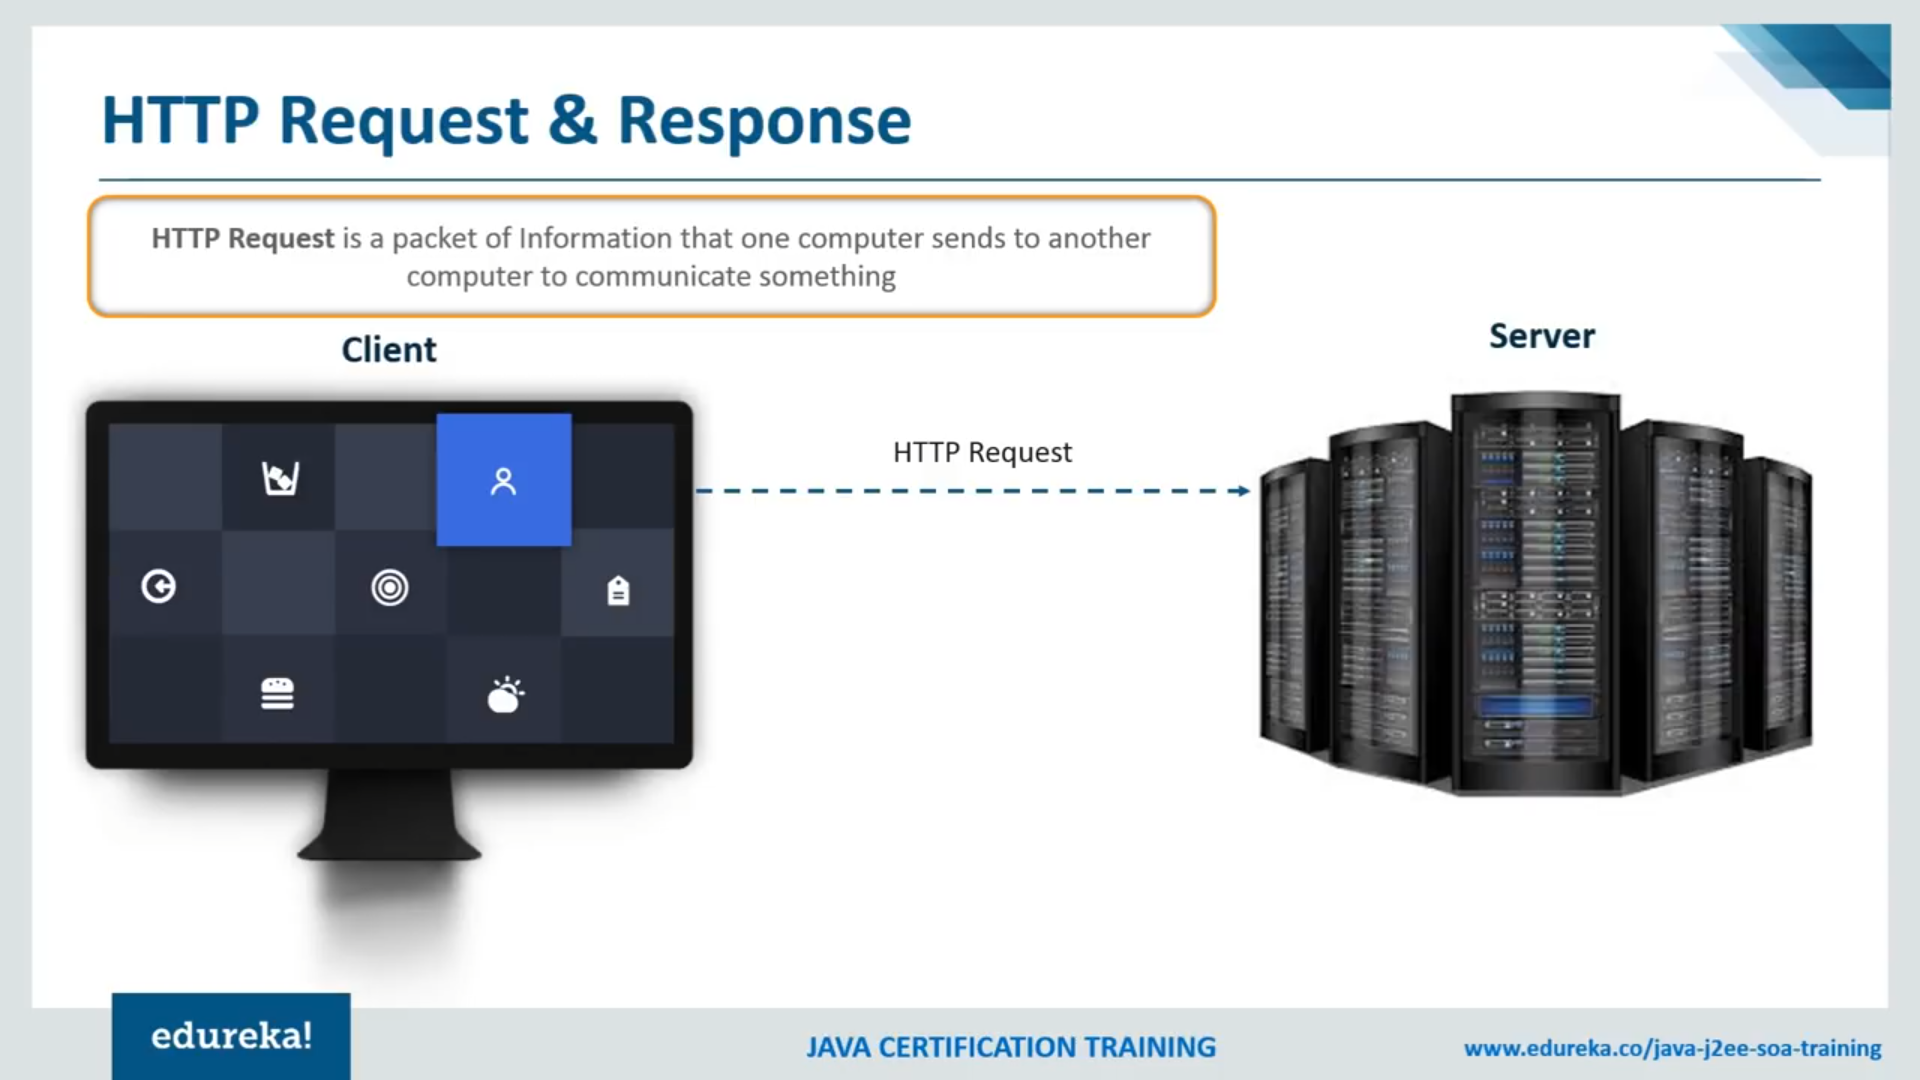 HTTP Request & Response
HTTP Request is a packet of Information that one computer sends to another
computer to communicate something
Client
Server
HTTP Request
edureka!
JAVA CERTIFICATION TRAINING
www.edureka.co/java-j2ee-soa-training